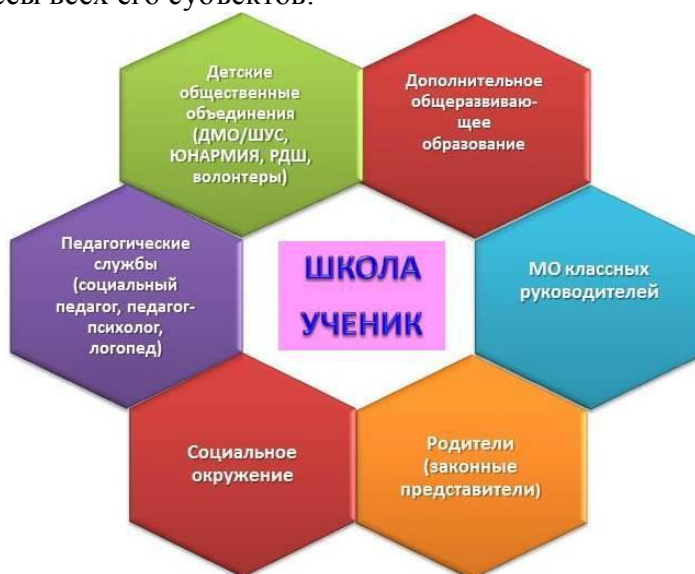 всех его субъектов.
Детские
общественные
объединения
(ДМО/ШУС,
ЮНАРМИЯ, РДШ,
волонтеры)
Дополнительное
общеразвиваю-
щее
образование
Педагогические
службы
(социальный
педагог, педагог-
психолог,
логопед)
ШКОЛА
УЧЕНИК
МО классных
руководителей
Социальное
окружение
Родители
(законные
представители)